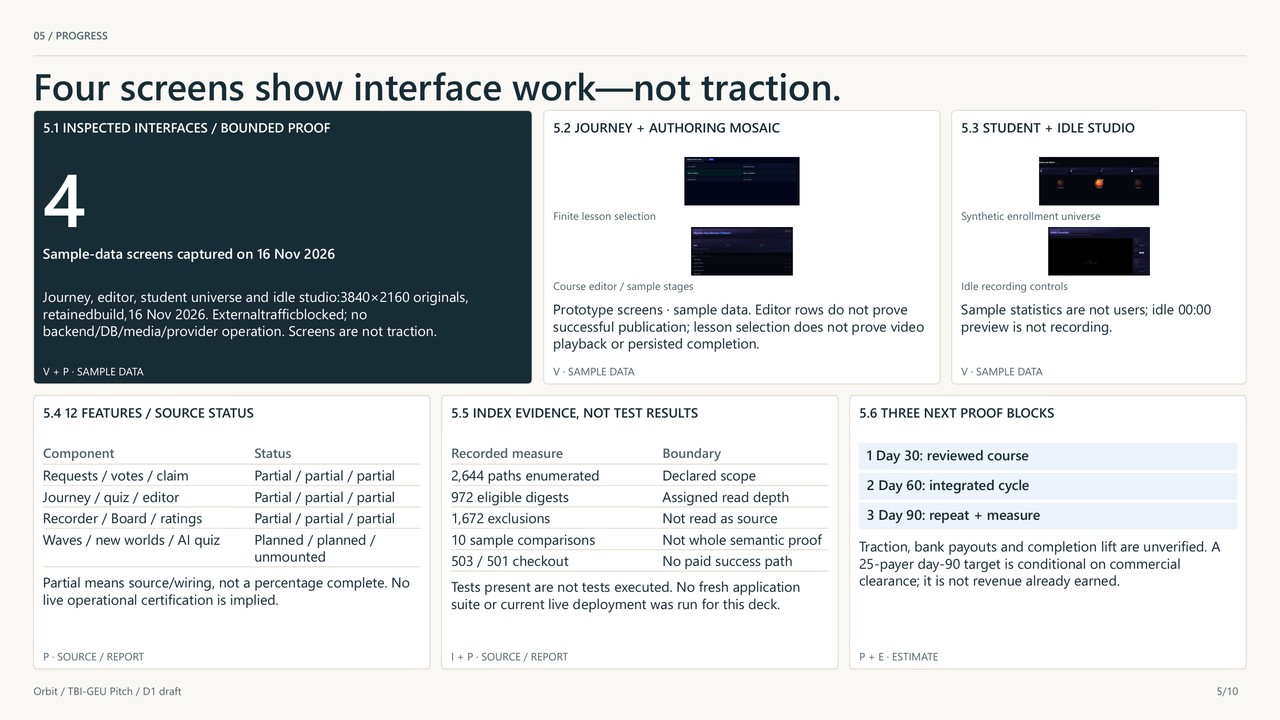 05 / PROGRESS
Four screens show interface work—not traction.
5.1 INSPECTED INTERFACES / BOUNDED PROOF
4
Sample-data screens captured on 16 Nov 2026
Journey, editor, student universe and idle studio:3840×2160 originals,
retainedbuild,16 Nov 2026. Externaltrafficblocked; no
backend/DB/media/provider operation. Screens are not traction.
V + P · SAMPLE DATA
5.2 JOURNEY + AUTHORING MOSAIC
Finite lesson selection
Course editor / sample stages
Prototype screens · sample data. Editor rows do not prove
successful publication; lesson selection does not prove video
playback or persisted completion.
V · SAMPLE DATA
5.3 STUDENT + IDLE STUDIO
Synthetic enrollment universe
Idle recording controls
Sample statistics are not users; idle 00:00
preview is not recording.
V · SAMPLE DATA
5.4 12 FEATURES / SOURCE STATUS
Component Status
Requests / votes / claim Partial / partial / partial
Journey / quiz / editor Partial / partial / partial
Recorder / Board / ratings Partial / partial / partial
Waves / new worlds / AI quiz Planned / planned /
unmounted
Partial means source/wiring, not a percentage complete. No
live operational certification is implied.
P · SOURCE / REPORT
5.5 INDEX EVIDENCE, NOT TEST RESULTS
Recorded measure Boundary
2,644 paths enumerated Declared scope
972 eligible digests Assigned read depth
1,672 exclusions Not read as source
10 sample comparisons Not whole semantic proof
503 / 501 checkout No paid success path
Tests present are not tests executed. No fresh application
suite or current live deployment was run for this deck.
I + P · SOURCE / REPORT
5.6 THREE NEXT PROOF BLOCKS
1 Day 30: reviewed course
2 Day 60: integrated cycle
3 Day 90: repeat + measure
Traction, bank payouts and completion lift are unverified. A
25-payer day-90 target is conditional on commercial
clearance; it is not revenue already earned.
P + E · ESTIMATE
Orbit / TBI-GEU Pitch / D1 draft
5/10